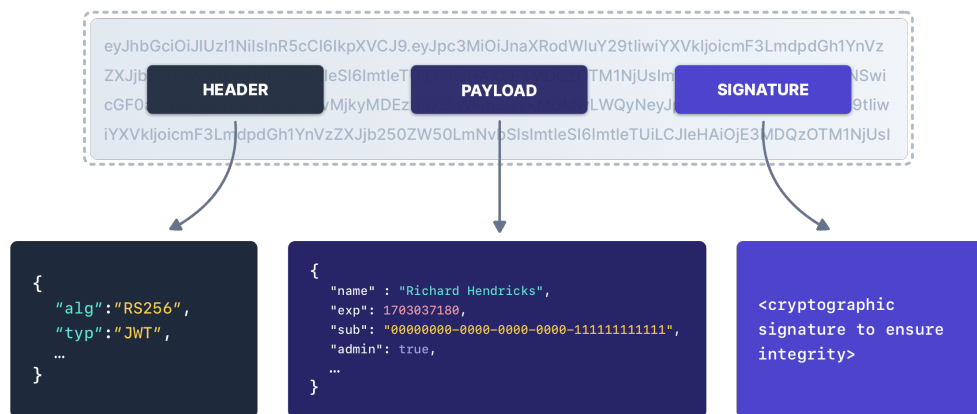 eyJhbGciOiJIUzI1NiIsInR5cCI6IkpXVCJ9.eyJpc3MiOiJnaXRodWIuY29tIiwiYXVkIjoicmF3LmdpdGh1YnVz
ZXJjb
HEADER
PAYLOAD
SIGNATURE
iYXVkIjoicmF3LmdpdGh1YnVzZXJjb250ZW50LmNvbSIsImtleSI6ImtleTUiLCJleHAiOjE3MDQzOTM1NjUsI
{
“alg”:”RS256”,
“typ”:”JWT”,
…
}
{
"name" : "Richard Hendricks",
"exp": 1703037180,
"sub": "00000000-0000-0000-0000-111111111111",
"admin": true,
…
}
<cryptographic
signature to ensure
integrity>